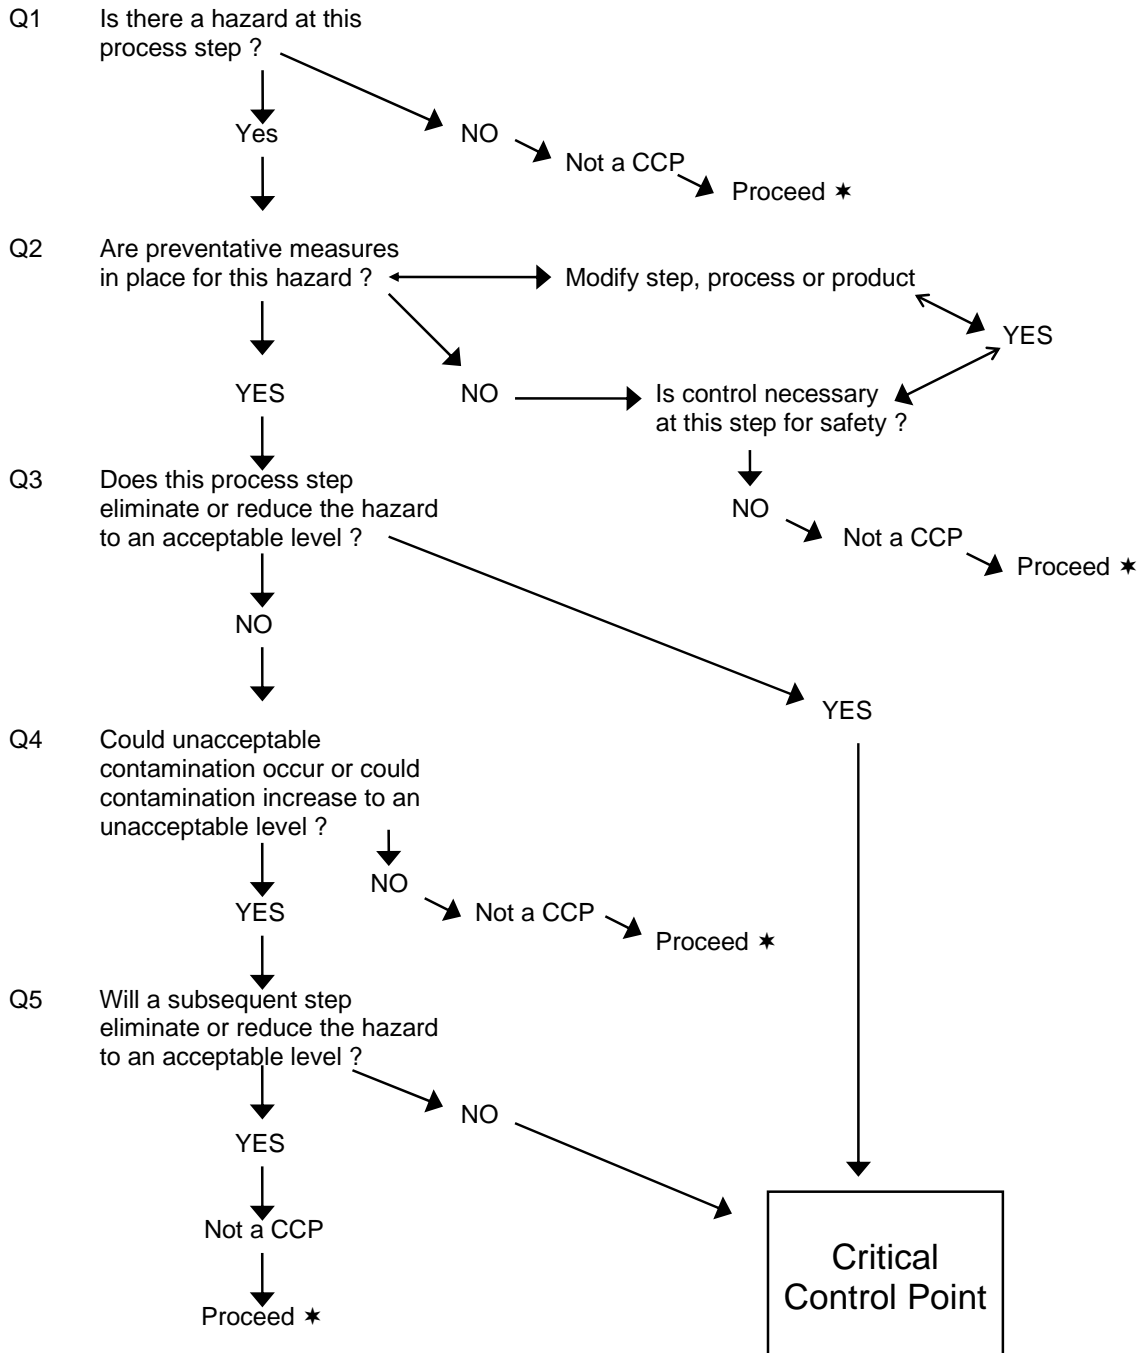 Q1 Is there a hazard at this
process step ?
Yes
NO
Not a CCP
Proceed ✶
Q2 Are preventative measures
in place for this hazard ?
Modify step, process or product
YES
YES
NO
Is control necessary
at this step for safety ?
Q3 Does this process step
eliminate or reduce the hazard
to an acceptable level ?
NO
Not a CCP
Proceed ✶
NO
YES
Q4 Could unacceptable
contamination occur or could
contamination increase to an
unacceptable level ?
NO
YES
Not a CCP
Proceed ✶
Q5 Will a subsequent step
eliminate or reduce the hazard
to an acceptable level ?
NO
YES
Not a CCP
Proceed ✶
Critical
Control Point